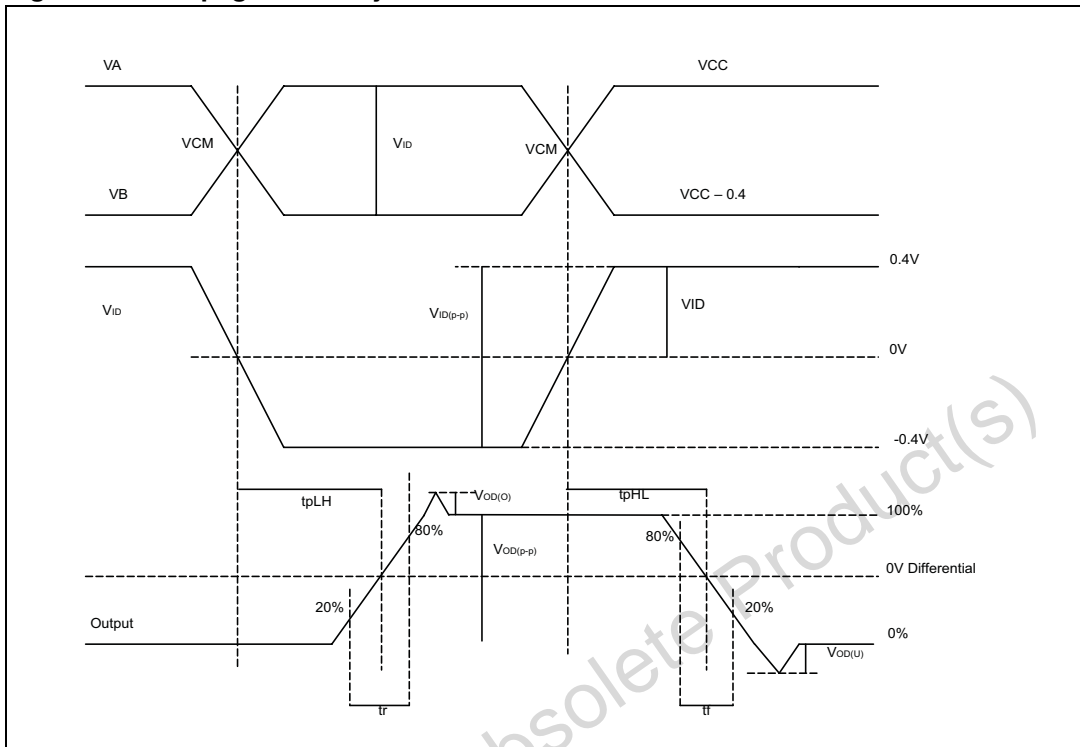 VA
VCC
VCM
VID
VCM
VB
VCC – 0.4
0.4V
VID
VID(p-p)
VID
0V
-0.4V
tpLH
VOD(O)
tpHL
100%
80%
80%
VOD(p-p)
0V Differential
20%
20%
Output
0%
VOD(U)
tr
tf
bsolete Product(s)